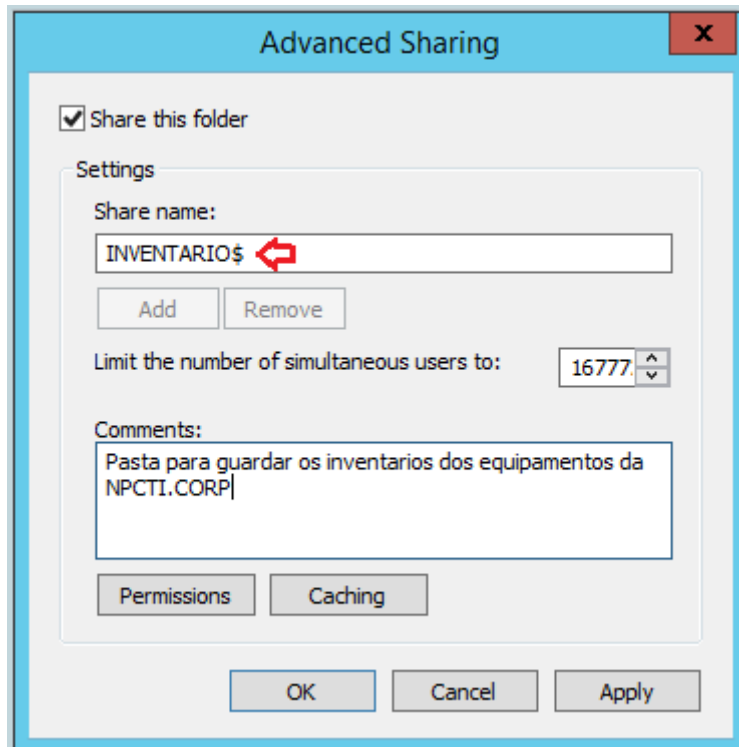 Advanced Sharing
x
Share this folder
Settings
Share name:
INVENTARIO$
Add Remove
Limit the number of simultaneous users to: 16777
Comments:
Pasta para guardar os inventarios dos equipamentos da
NPCTI.CORP
Permissions Caching
OK Cancel Apply